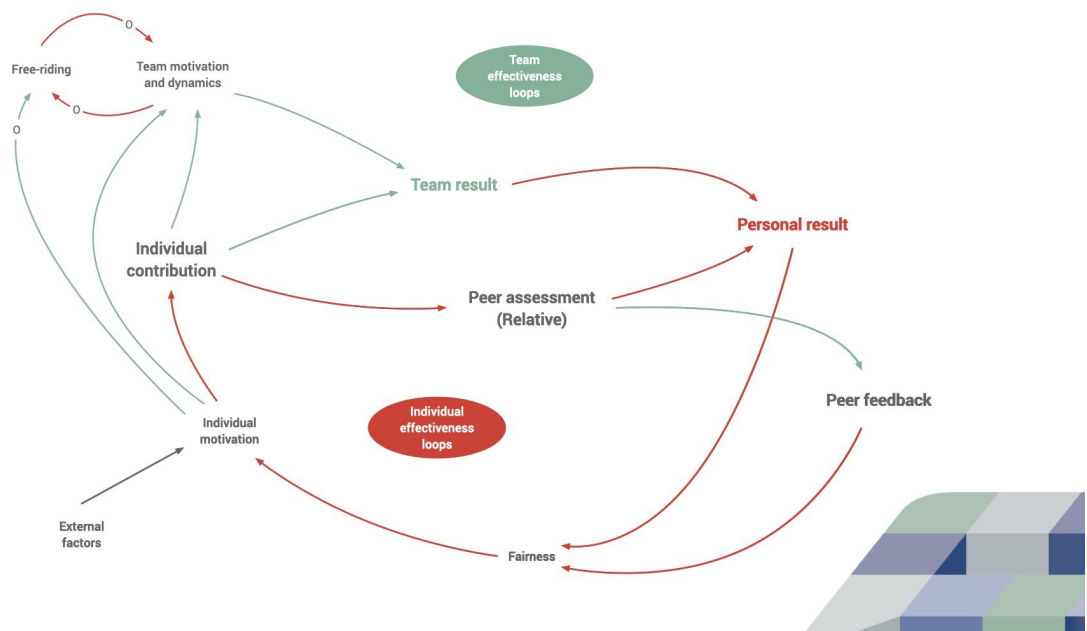 O
Free-riding
Team motivation
and dynamics
O
O
Team
effectiveness
loops
Team result
Personal result
Individual
contribution
Peer assessment
(Relative)
Peer feedback
Individual
effectiveness
loops
Individual
motivation
External
factors
Fairness